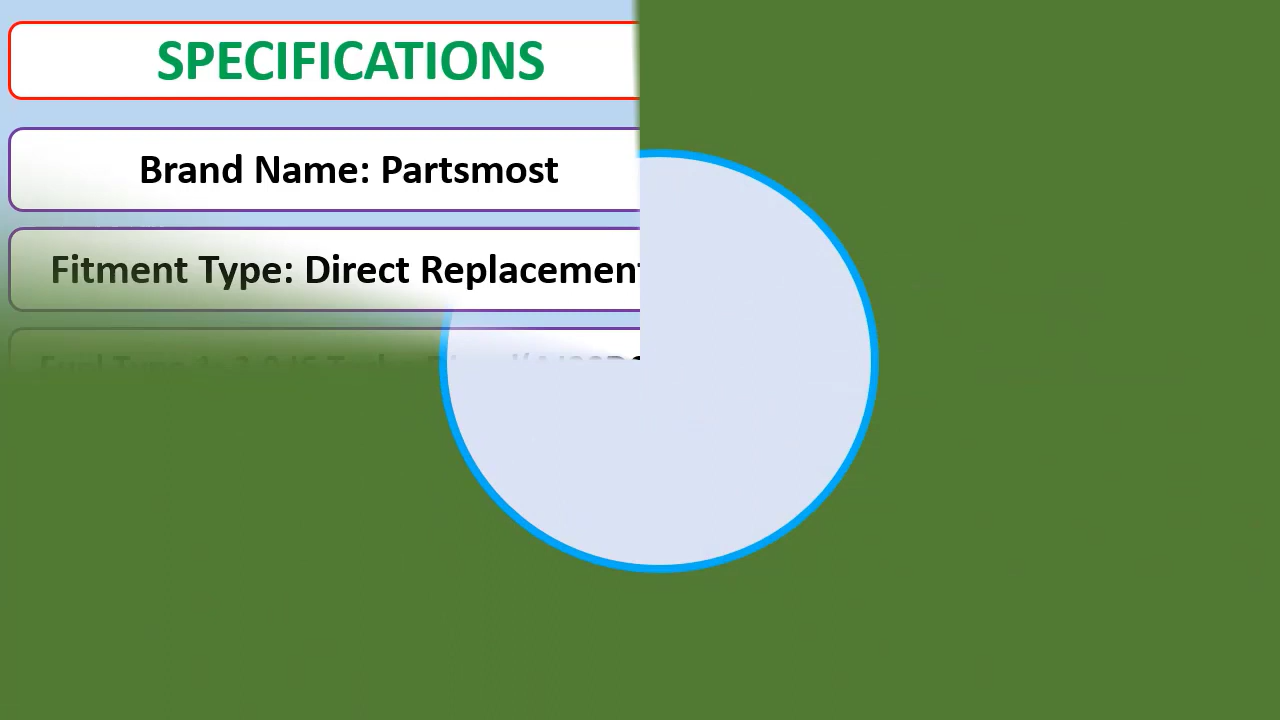 SPECIFICATIONS
Brand Name: Partsmost
Fitment Type: Direct Replacement